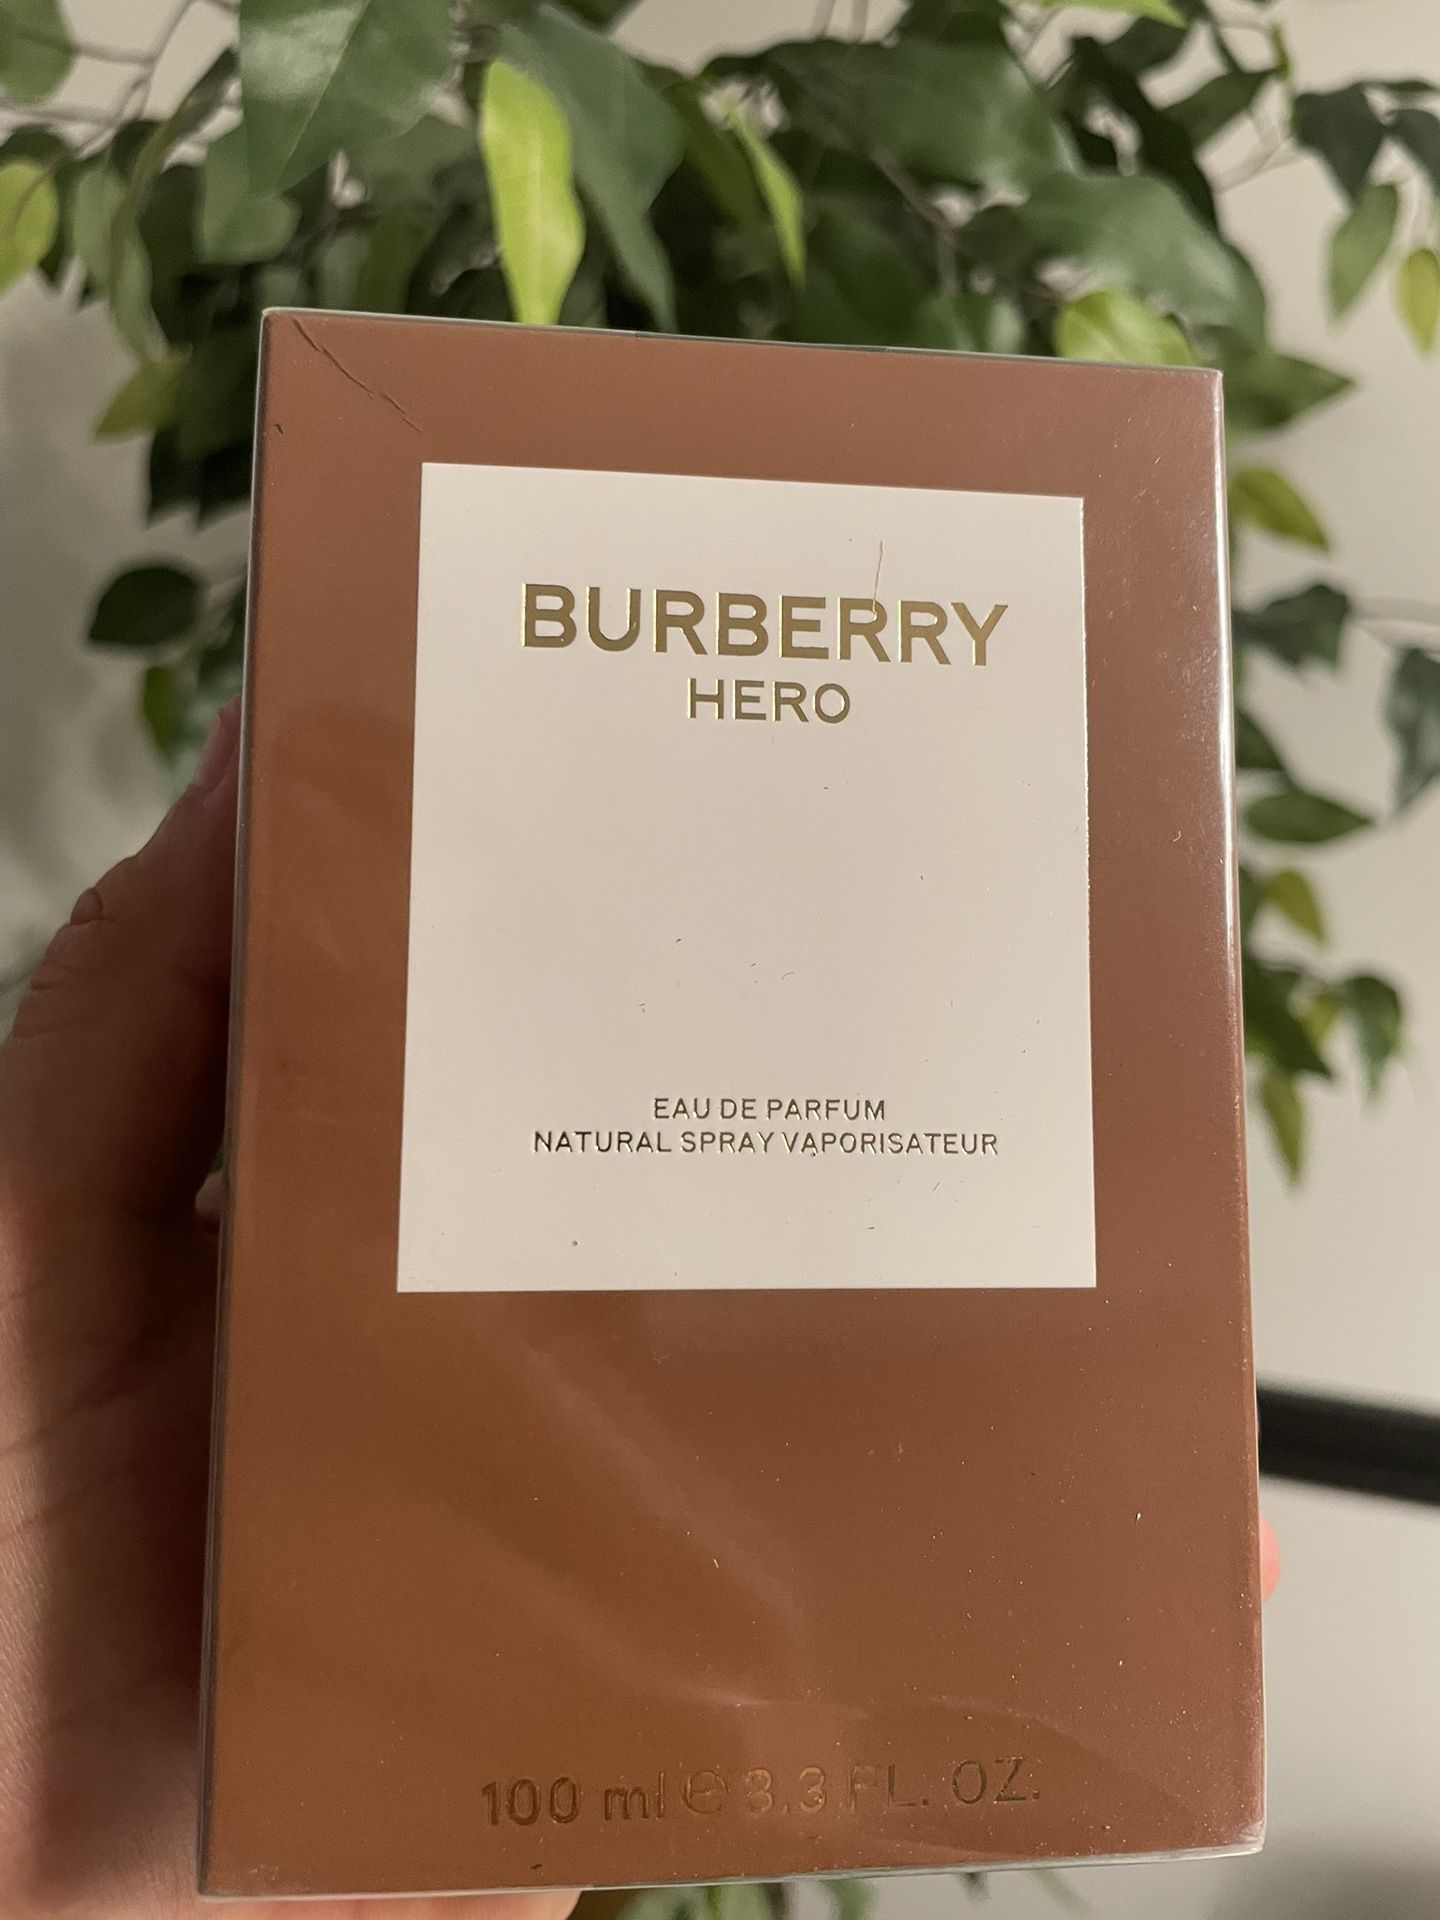 BURBERRY
HERO
EAU DE PARFUM
NATURAL SPRAY VAPORISATEUR
100 ml ℮ 3.3 FL. OZ.